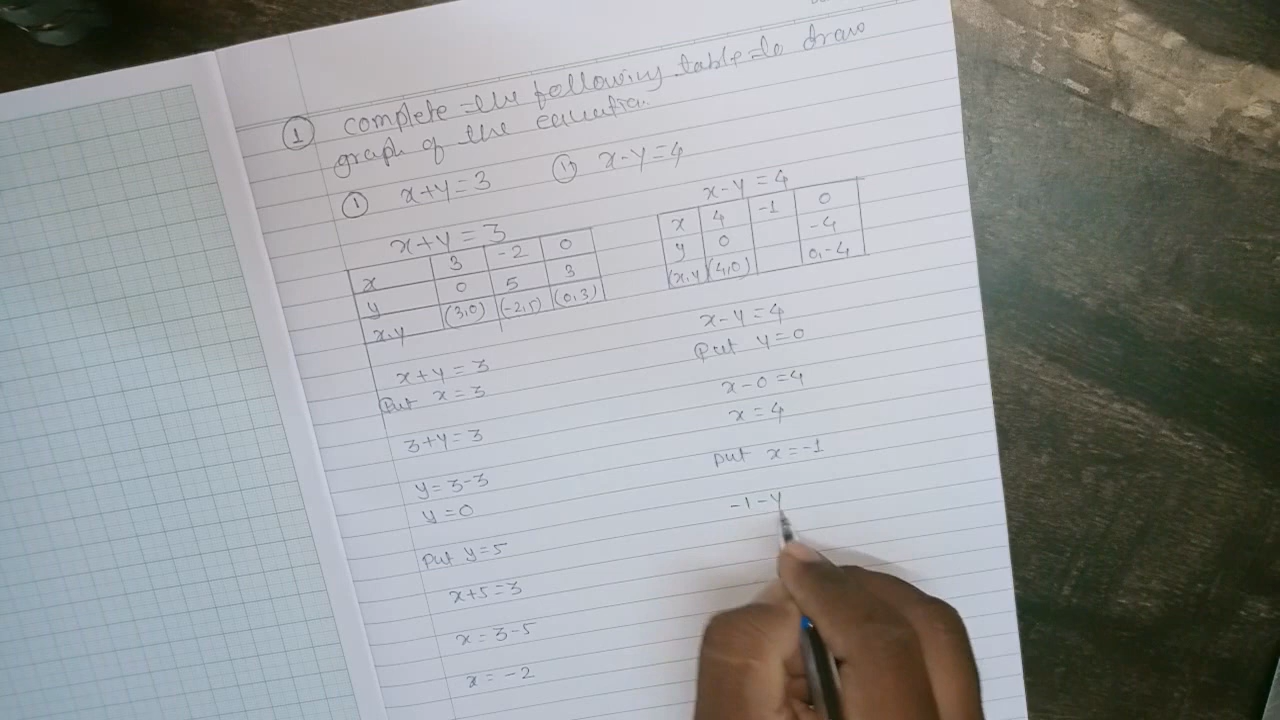 1 complete the following table to draw
graph of the equation.
1 x+y=3 11 x-y=4
x+y=3
x 3 -2 0
y 0 5 3
x,y (3,0) (-2,5) (0,3)
x+y=3
Put x=3
3+y=3
y=3-3
y=0
Put y=5
x+5=3
x=3-5
x=-2
x-y=4
x 4 -1 0
y 0 -4
(x,y (4,0) 0,-4
x-y=4
Put y=0
x-0=4
x=4
put x=-1
-1-y